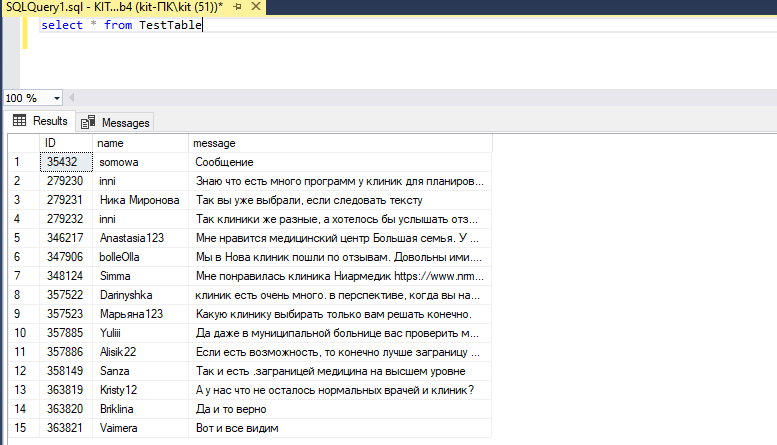 SQLQuery1.sql - KIT...b4 (kit-ПК\kit (51))*
select * from TestTable
100 %
Results Messages
ID name message
1 35432 somowa Сообщение
2 279230 inni Знаю что есть много программ у клиник для планиров...
3 279231 Ника Миронова Так вы уже выбрали, если следовать тексту
4 279232 inni Так клиники же разные, а хотелось бы услышать отз...
5 346217 Anastasia123 Мне нравится медицинский центр Большая семья. У ...
6 347906 bolleOlla Мы в Нова клиник пошли по отзывам. Довольны ими....
7 348124 Simma Мне понравилась клиника Ниармедик https://www.nrm...
8 357522 Darinyshka клиник есть очень много. в перспективе, когда вы на...
9 357523 Марьяна123 Какую клинику выбирать только вам решать конечно.
10 357885 Yuliii Да даже в муниципальной больнице вас проверить м...
11 357886 Alisik22 Если есть возможность, то конечно лучше заграницу ...
12 358149 Sanza Так и есть .заграницей медицина на высшем уровне
13 363819 Kristy12 А у нас что не осталось нормальных врачей и клиник?
14 363820 Briklina Да и то верно
15 363821 Vaimera Вот и все видим